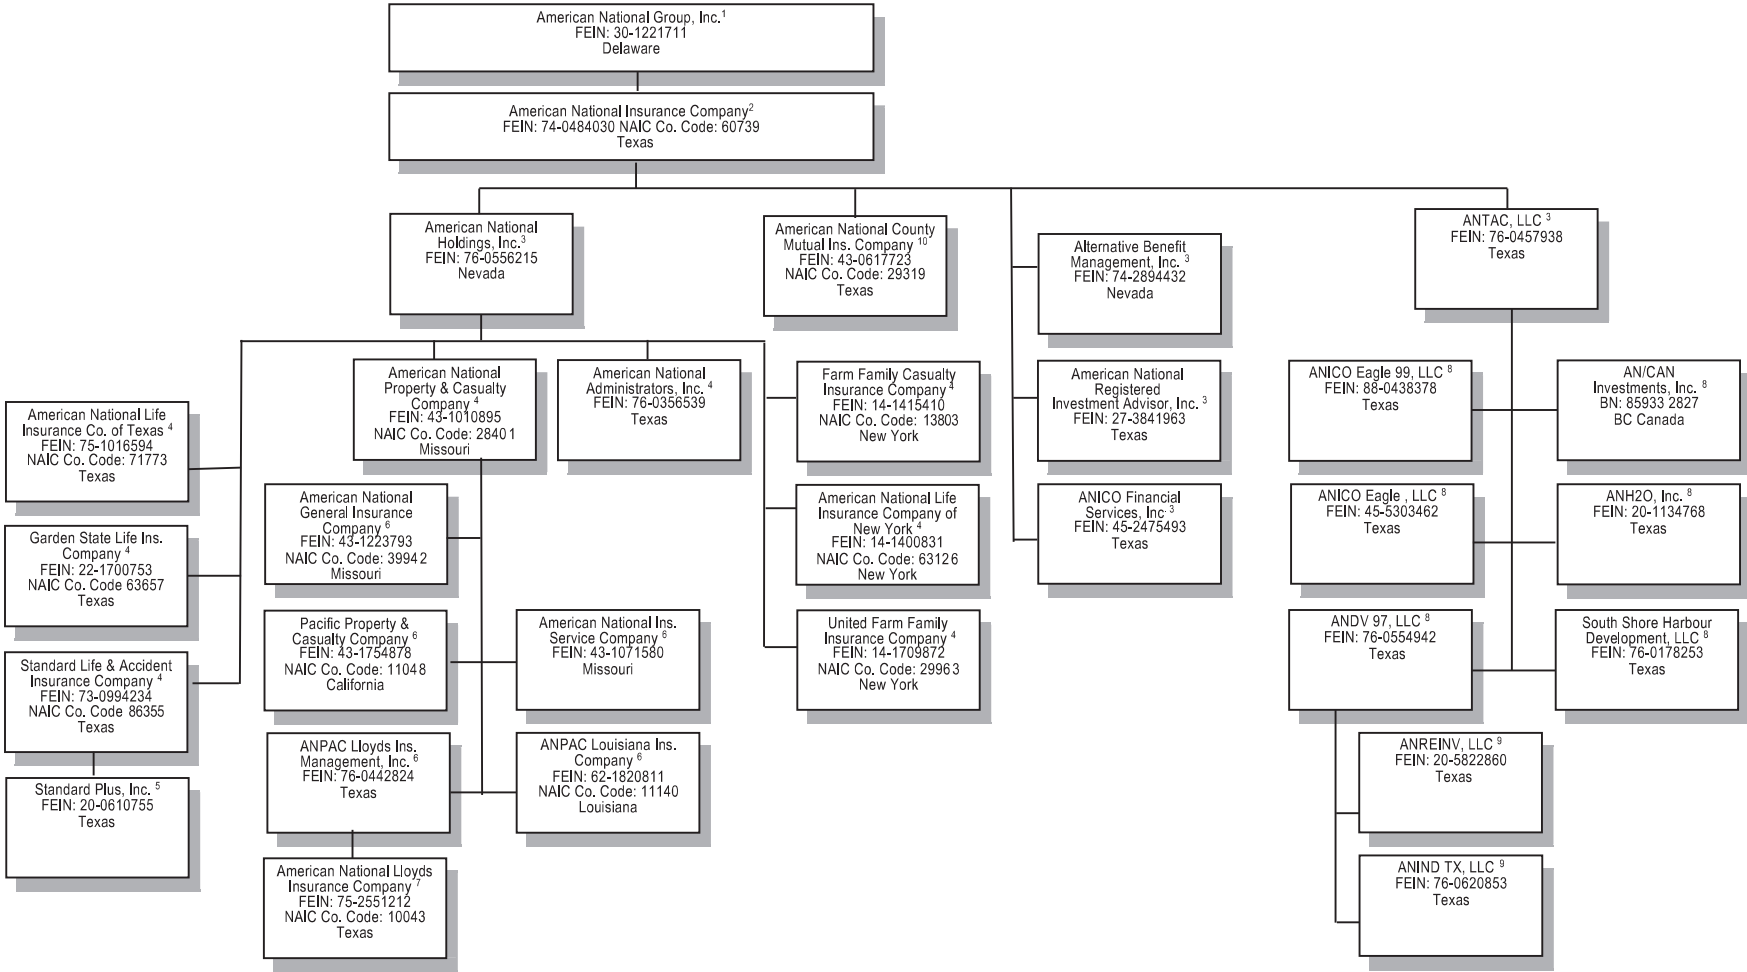 American National Group, Inc.1
FEIN: 30-1221711
Delaware
American National Insurance Company2
FEIN: 74-0484030 NAIC Co. Code: 60739
Texas
American National
Holdings, Inc.3
FEIN: 76-0556215
Nevada
American National County
Mutual Ins. Company 10
FEIN: 43-0617723
NAIC Co. Code: 29319
Texas
Alternative Benefit
Management, Inc. 3
FEIN: 74-2894432
Nevada
ANTAC, LLC 3
FEIN: 76-0457938
Texas
American National
Property & Casualty
Company 4
FEIN: 43-1010895
NAIC Co. Code: 28401
Missouri
American National
Administrators, Inc. 4
FEIN: 76-0356539
Texas
Farm Family Casualty
Insurance Company 4
FEIN: 14-1415410
NAIC Co. Code: 13803
New York
American National
Registered
Investment Advisor, Inc. 3
FEIN: 27-3841963
Texas
ANICO Eagle 99, LLC 8
FEIN: 88-0438378
Texas
AN/CAN
Investments, Inc. 8
BN: 85933 2827
BC Canada
American National Life
Insurance Co. of Texas 4
FEIN: 75-1016594
NAIC Co. Code: 71773
Texas
American National
General Insurance
Company 6
FEIN: 43-1223793
NAIC Co. Code: 39942
Missouri
American National Life
Insurance Company of
New York 4
FEIN: 14-1400831
NAIC Co. Code: 63126
New York
ANICO Financial
Services, Inc 3
FEIN: 45-2475493
Texas
ANICO Eagle , LLC 8
FEIN: 45-5303462
Texas
ANH2O, Inc. 8
FEIN: 20-1134768
Texas
Garden State Life Ins.
Company 4
FEIN: 22-1700753
NAIC Co. Code 63657
Texas
Pacific Property &
Casualty Company 6
FEIN: 43-1754878
NAIC Co. Code: 11048
California
American National Ins.
Service Company 6
FEIN: 43-1071580
Missouri
United Farm Family
Insurance Company 4
FEIN: 14-1709872
NAIC Co. Code: 29963
New York
ANDV 97, LLC 8
FEIN: 76-0554942
Texas
South Shore Harbour
Development, LLC 8
FEIN: 76-0178253
Texas
Standard Life & Accident
Insurance Company 4
FEIN: 73-0994234
NAIC Co. Code 86355
Texas
ANPAC Lloyds Ins.
Management, Inc. 6
FEIN: 76-0442824
Texas
ANPAC Louisiana Ins.
Company 6
FEIN: 62-1820811
NAIC Co. Code: 11140
Louisiana
ANREINV, LLC 9
FEIN: 20-5822860
Texas
Standard Plus, Inc. 5
FEIN: 20-0610755
Texas
American National Lloyds
Insurance Company 7
FEIN: 75-2551212
NAIC Co. Code: 10043
Texas
ANIND TX, LLC 9
FEIN: 76-0620853
Texas